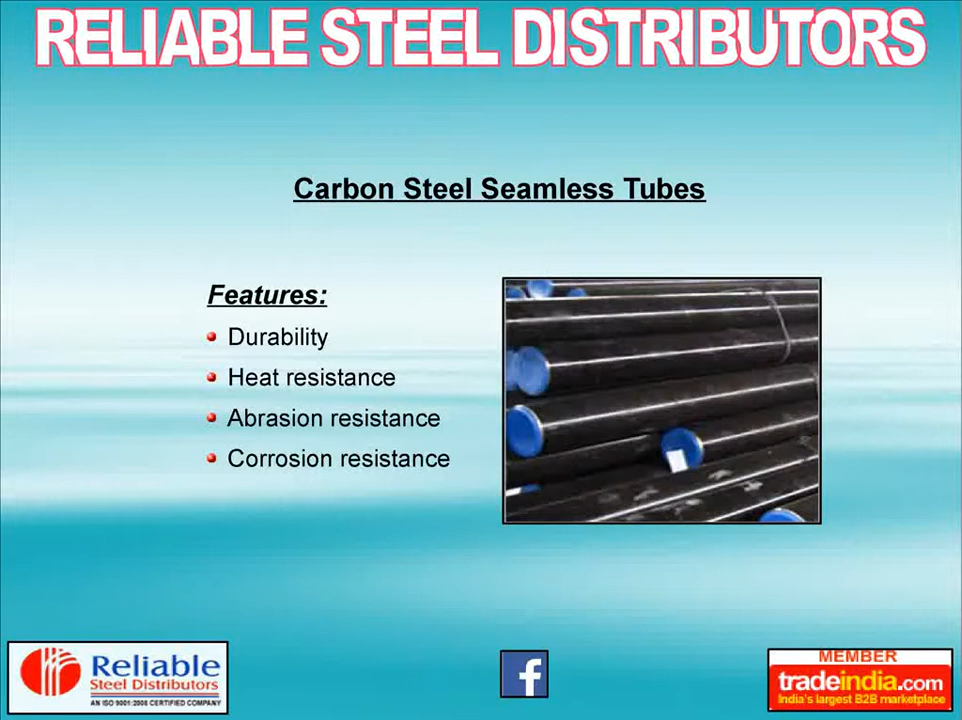 RELIABLE STEEL DISTRIBUTORS
Carbon Steel Seamless Tubes
Features:
Durability
Heat resistance
Abrasion resistance
Corrosion resistance
Reliable
Steel Distributors
AN ISO 9001:2008 CERTIFIED COMPANY
f
MEMBER
tradeindia.com
India's largest B2B marketplace